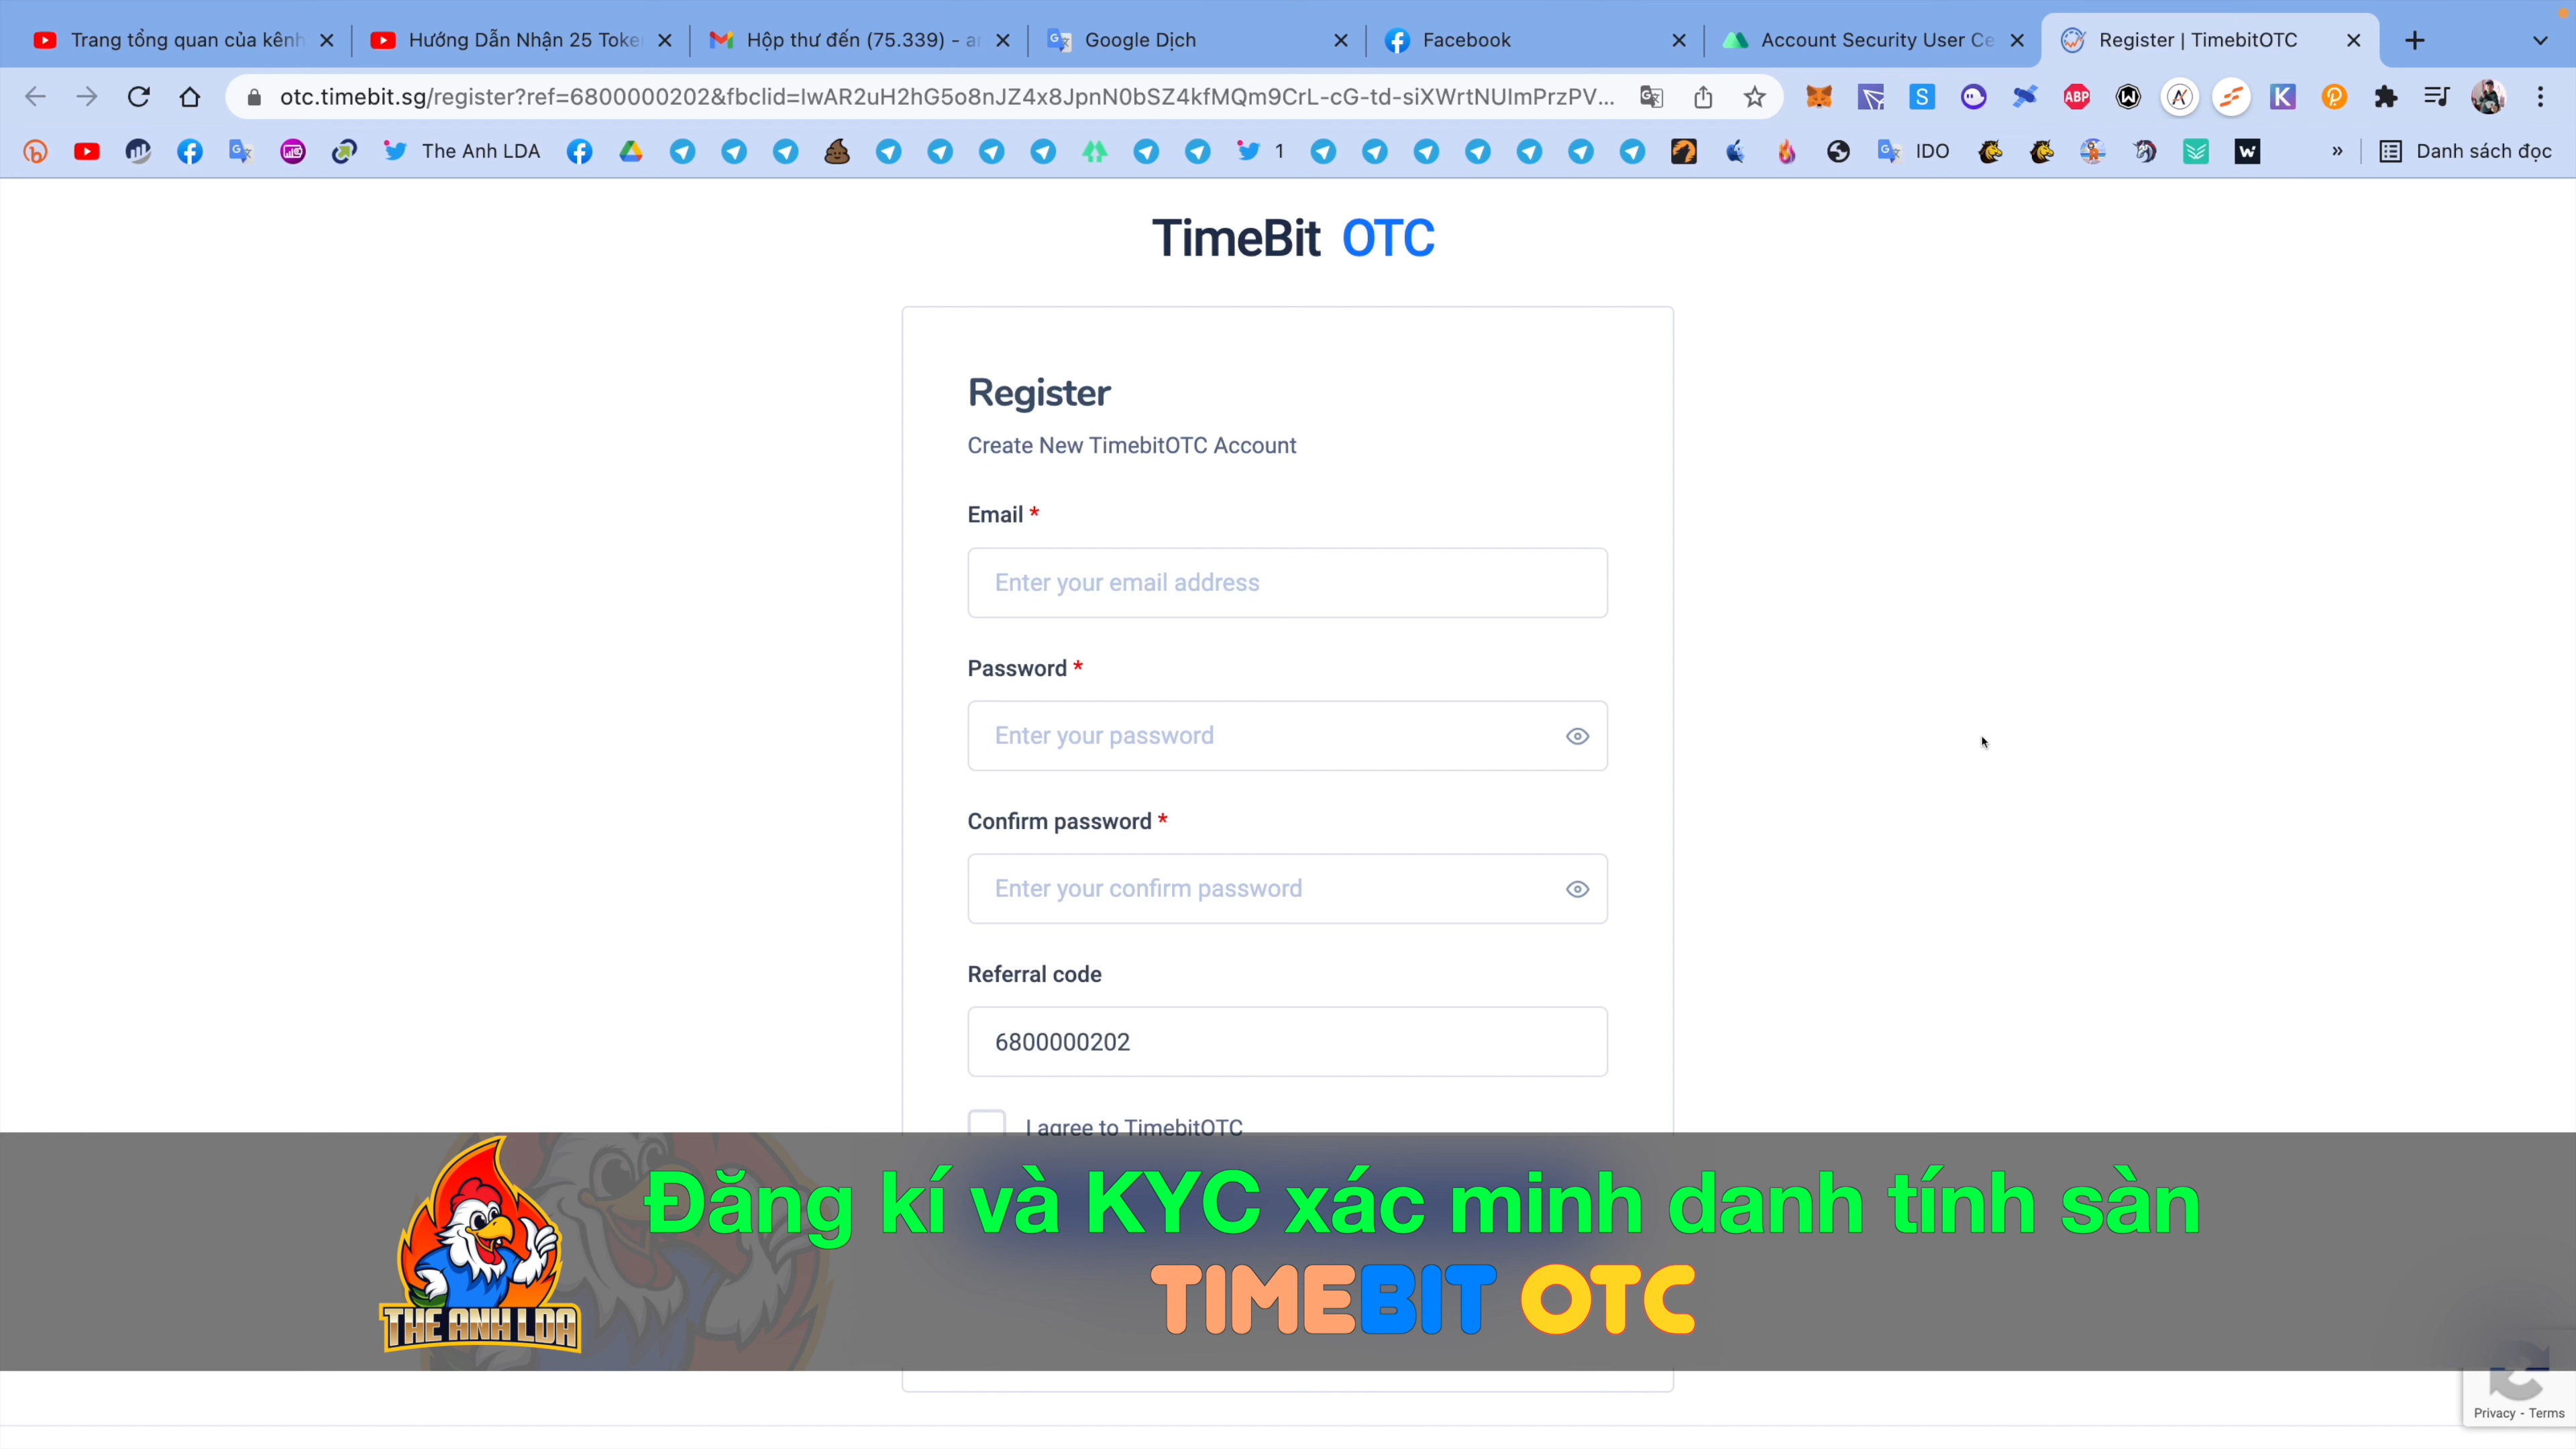 Trang tổng quan của kênh
Hướng Dẫn Nhận 25 Toke
Hộp thư đến (75.339) - ar
Google Dịch
Facebook
Account Security User Ce
Register | TimebitOTC
otc.timebit.sg/register?ref=6800000202&fbclid=IwAR2uH2hG5o8nJZ4x8JpnN0bSZ4kfMQm9CrL-cG-td-siXWrtNUImPrzPV...
S
ABP
K
The Anh LDA
1
IDO
W
»
Danh sách đọc
TimeBit OTC
Register
Create New TimebitOTC Account
Email *
Enter your email address
Password *
Enter your password
Confirm password *
Enter your confirm password
Referral code
6800000202
I agree to TimebitOTC
Đăng kí và KYC xác minh danh tính sàn
TIMEBIT OTC
THE ANH LDA
Privacy - Terms